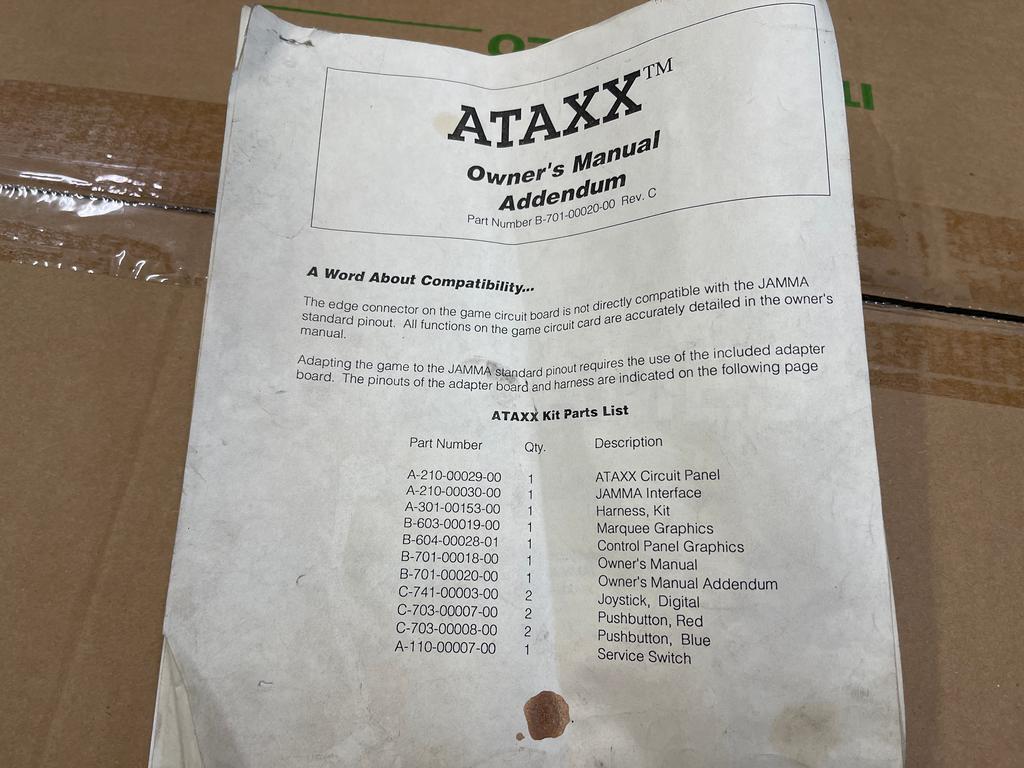 ATAXX™
Owner's Manual
Addendum
Part Number B-701-00020-00 Rev. C
A Word About Compatibility...
The edge connector on the game circuit board is not directly compatible with the JAMMA
standard pinout. All functions on the game circuit card are accurately detailed in the owner's
manual.
Adapting the game to the JAMMA standard pinout requires the use of the included adapter
board. The pinouts of the adapter board and harness are indicated on the following page
ATAXX Kit Parts List
Part Number Qty. Description
A-210-00029-00 1 ATAXX Circuit Panel
A-210-00030-00 1 JAMMA Interface
A-301-00153-00 1 Harness, Kit
B-603-00019-00 1 Marquee Graphics
B-604-00028-01 1 Control Panel Graphics
B-701-00018-00 1 Owner's Manual
B-701-00020-00 1 Owner's Manual Addendum
C-741-00003-00 2 Joystick, Digital
C-703-00007-00 2 Pushbutton, Red
C-703-00008-00 2 Pushbutton, Blue
A-110-00007-00 1 Service Switch